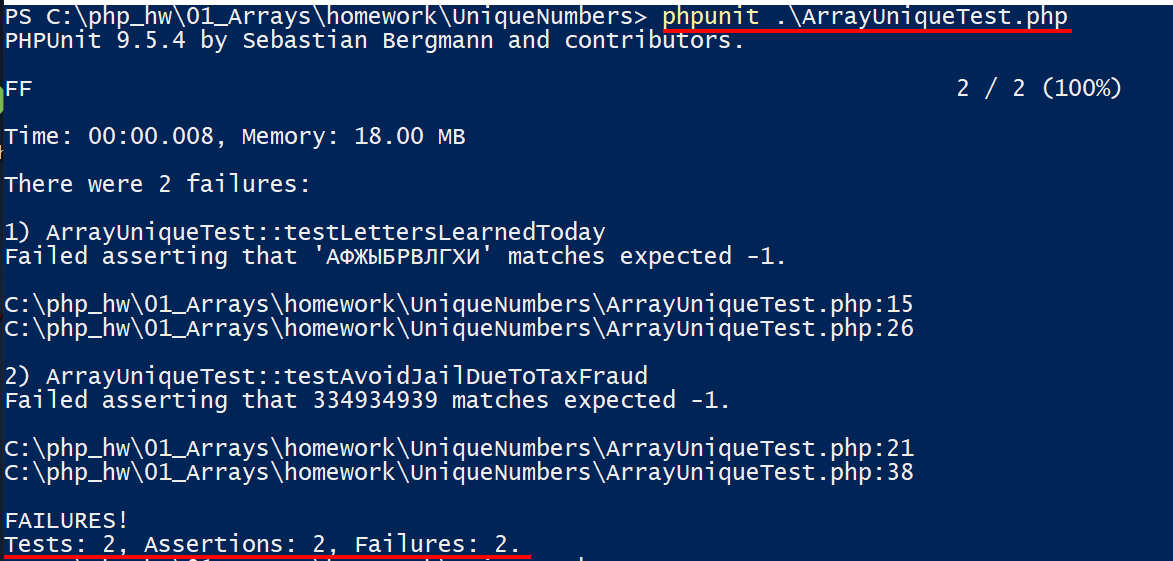 PS C:\php_hw\01_Arrays\homework\UniqueNumbers> phpunit .\ArrayUniqueTest.php
PHPUnit 9.5.4 by Sebastian Bergmann and contributors.
FF 2 / 2 (100%)
Time: 00:00.008, Memory: 18.00 MB
There were 2 failures:
1) ArrayUniqueTest::testLettersLearnedToday
Failed asserting that 'АФЖЫБРВЛГХИ' matches expected -1.
C:\php_hw\01_Arrays\homework\UniqueNumbers\ArrayUniqueTest.php:15
C:\php_hw\01_Arrays\homework\UniqueNumbers\ArrayUniqueTest.php:26
2) ArrayUniqueTest::testAvoidJailDueToTaxFraud
Failed asserting that 334934939 matches expected -1.
C:\php_hw\01_Arrays\homework\UniqueNumbers\ArrayUniqueTest.php:21
C:\php_hw\01_Arrays\homework\UniqueNumbers\ArrayUniqueTest.php:38
FAILURES!
Tests: 2, Assertions: 2, Failures: 2.